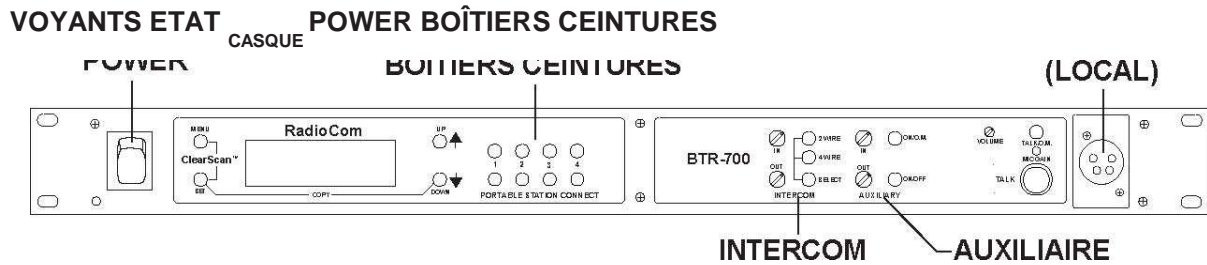 VOYANTS ETAT CASQUE POWER BOÎTIERS CEINTURES
POWER BOITIERS CEINTURES (LOCAL)
MENU RadioCom UP
ClearScan™
SET COPY DOWN
1 2 3 4
PORTABLE STATION CONNECT
BTR-700
IN 2 WIRE IN ON/O.M.
4 WIRE
OUT SELECT OUT ON/OFF
INTERCOM AUXILIARY
VOLUME TALK/D.M.
MIC GAIN
TALK
INTERCOM AUXILIAIRE